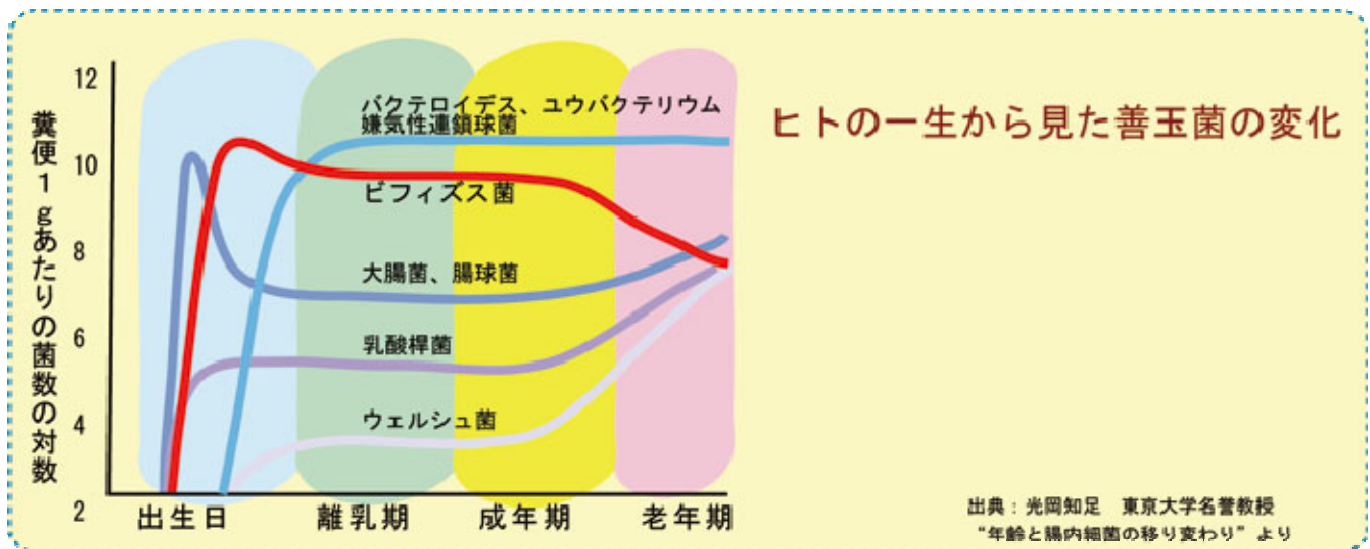 ヒトの一生から見た善玉菌の変化
糞便1gあたりの菌数の対数
12
10
8
6
4
2
バクテロイデス、ユウバクテリウム
嫌気性連鎖球菌
ビフィズス菌
大腸菌、腸球菌
乳酸桿菌
ウェルシュ菌
出生日 離乳期 成年期 老年期
出典：光岡知足 東京大学名誉教授
“年齢と腸内細菌の移り変わり”より